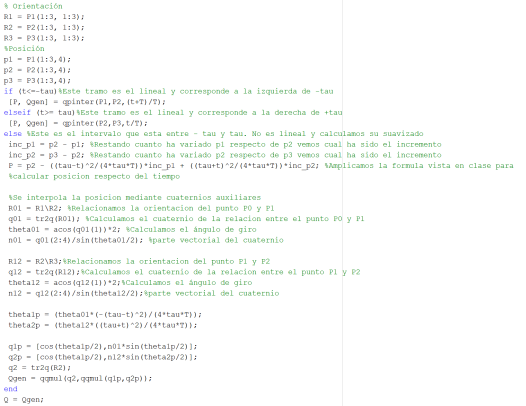 % Orientación
R1 = P1(1:3, 1:3);
R2 = P2(1:3, 1:3);
R3 = P3(1:3, 1:3);
%Posición
p1 = P1(1:3,4);
p2 = P2(1:3,4);
p3 = P3(1:3,4);
if (t<=-tau)%Este tramo es el lineal y corresponde a la izquierda de -tau
[P, Qgen] = qpinter(P1,P2,(t+T)/T);
elseif (t>= tau)%Este tramo es el lineal y corresponde a la derecha de +tau
[P, Qgen] = qpinter(P2,P3,t/T);
else %Este es el intervalo que esta entre - tau y tau. No es lineal y calculamos su suavizado
inc_p1 = p2 - p1; %Restando cuanto ha variado p1 respecto de p2 vemos cual ha sido el incremento
inc_p2 = p3 - p2; %Restando cuanto ha variado p2 respecto de p3 vemos cual ha sido el incremento
P = p2 - ((tau-t)^2/(4*tau*T))*inc_p1 + ((tau+t)^2/(4*tau*T))*inc_p2; %Amplicamos la formula vista en clase para
%calcular posicion respecto del tiempo
%Se interpola la posicion mediante cuaternios auxiliares
R01 = R1\R2; %Relacionamos la orientacion del punto P0 y P1
q01 = tr2q(R01); %Calculamos el cuaternio de la relacion entre el punto P0 y P1
theta01 = acos(q01(1))*2; %Calculamos el ángulo de giro
n01 = q01(2:4)/sin(theta01/2); %parte vectorial del cuaternio
R12 = R2\R3;%Relacionamos la orientacion del punto P1 y P2
q12 = tr2q(R12);%Calculamos el cuaternio de la relacion entre el punto P1 y P2
theta12 = acos(q12(1))*2;%Calculamos el ángulo de giro
n12 = q12(2:4)/sin(theta12/2);%parte vectorial del cuaternio
theta1p = (theta01*(-(tau-t)^2)/(4*tau*T));
theta2p = (theta12*((tau+t)^2)/(4*tau*T));
q1p = [cos(theta1p/2),n01*sin(theta1p/2)];
q2p = [cos(theta2p/2),n12*sin(theta2p/2)];
q2 = tr2q(R2);
Qgen = qqmul(q2,qqmul(q1p,q2p));
end
Q = Qgen;